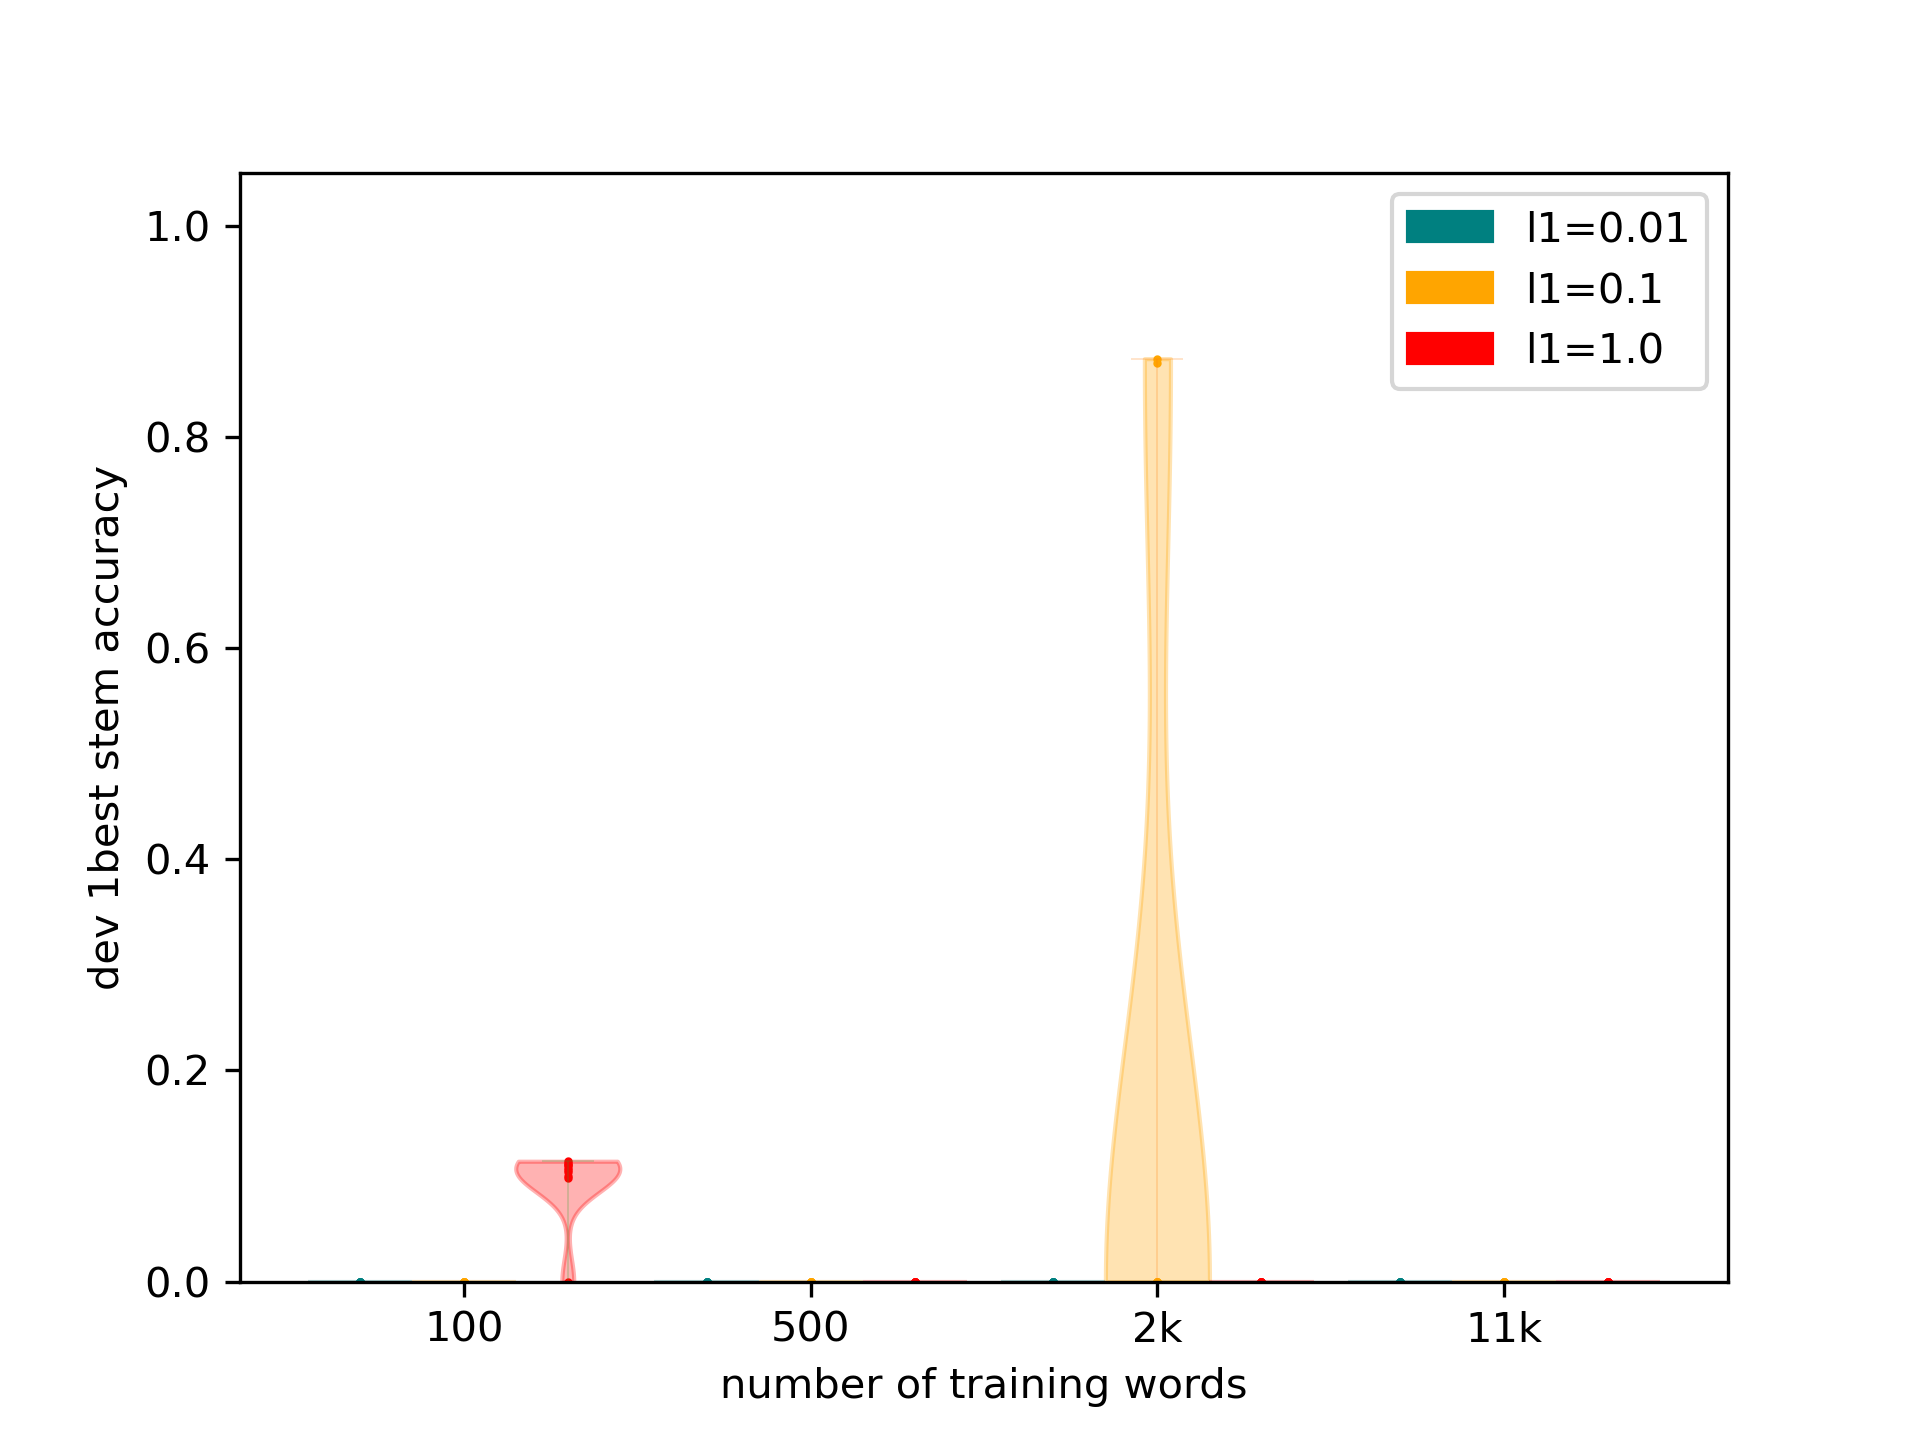 l1=0.01
l1=0.1
l1=1.0
1.0
0.8
0.6
0.4
0.2
0.0
dev 1best stem accuracy
100 500 2k 11k
number of training words